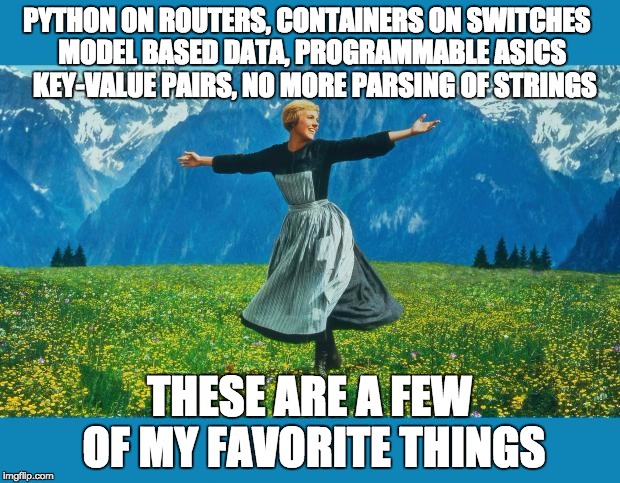 PYTHON ON ROUTERS, CONTAINERS ON SWITCHES
MODEL BASED DATA, PROGRAMMABLE ASICS
KEY-VALUE PAIRS, NO MORE PARSING OF STRINGS
THESE ARE A FEW
OF MY FAVORITE THINGS
imgflip.com